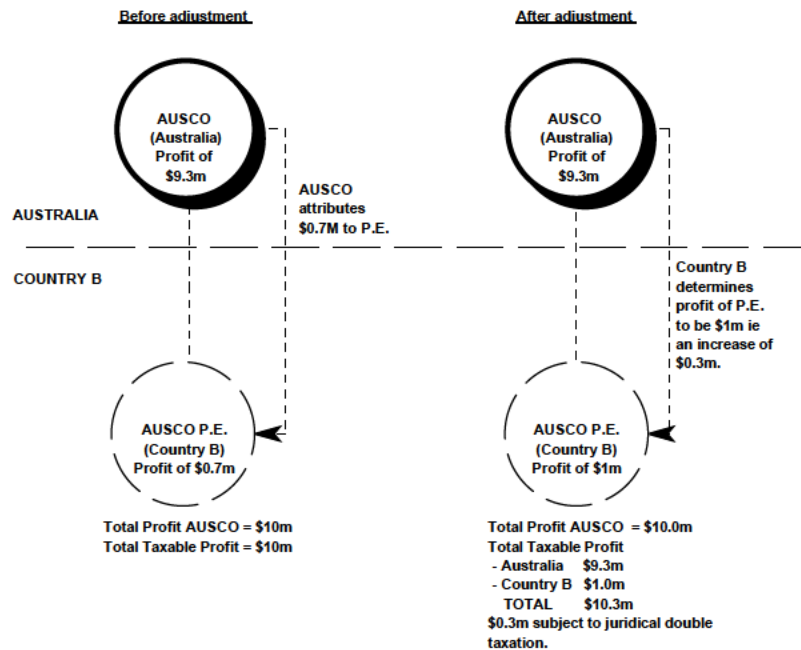 Before adjustment
AUSCO
(Australia)
Profit of
$9.3m
AUSCO
attributes
$0.7M to P.E.
AUSTRALIA
COUNTRY B
AUSCO P.E.
(Country B)
Profit of $0.7m
Total Profit AUSCO = $10m
Total Taxable Profit = $10m
After adjustment
AUSCO
(Australia)
Profit of
$9.3m
Country B
determines
profit of P.E.
to be $1m ie
an increase of
$0.3m.
AUSCO P.E.
(Country B)
Profit of $1m
Total Profit AUSCO = $10.0m
Total Taxable Profit
- Australia $9.3m
- Country B $1.0m
TOTAL $10.3m
$0.3m subject to juridical double
taxation.